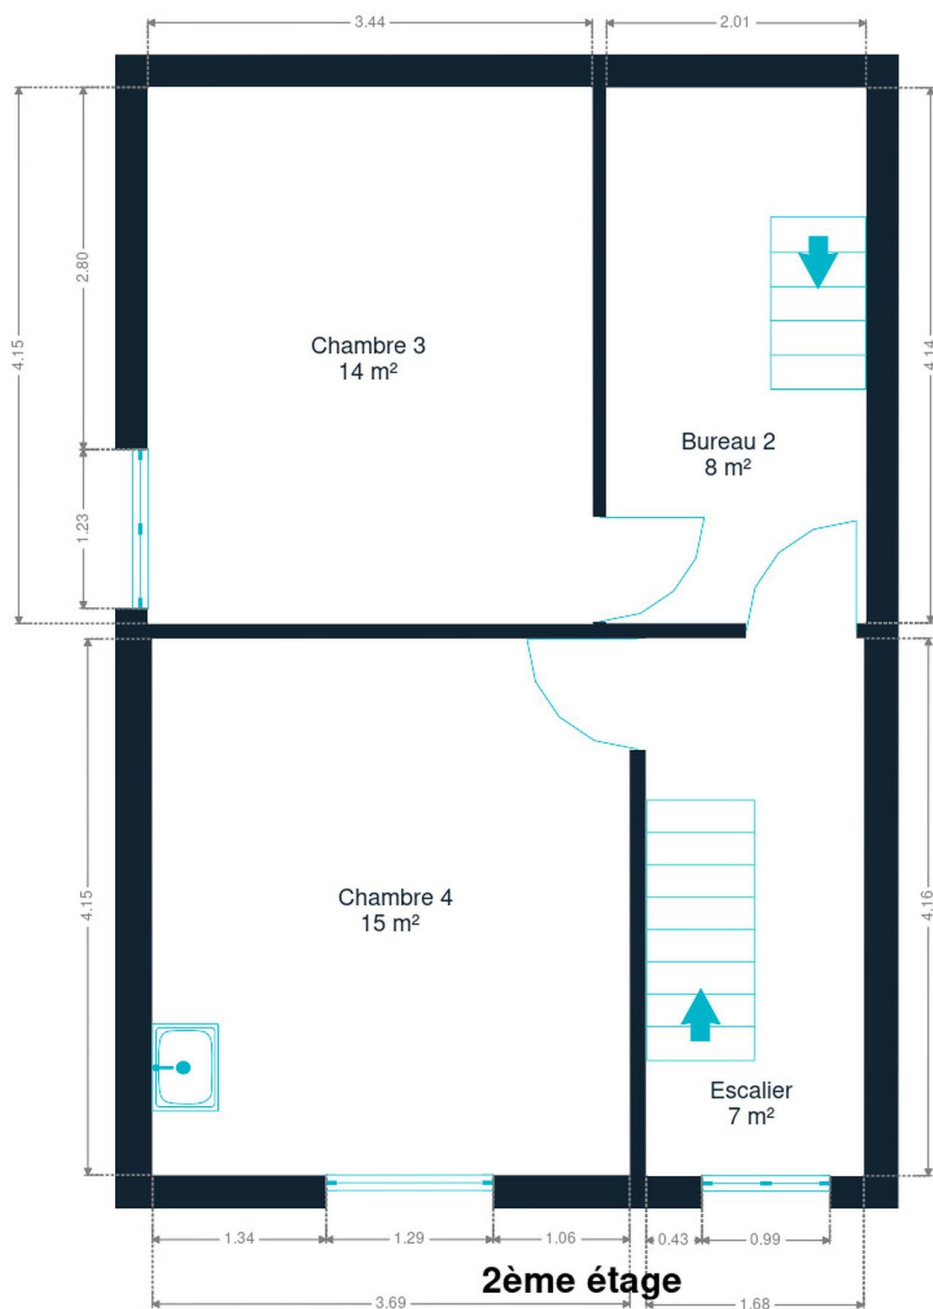 3.44
2.01
2.80
4.15
4.14
Chambre 3
14 m²
Bureau 2
8 m²
1.23
4.15
4.16
Chambre 4
15 m²
Escalier
7 m²
1.34
1.29
1.06
0.43
0.99
2ème étage
3.69
1.68